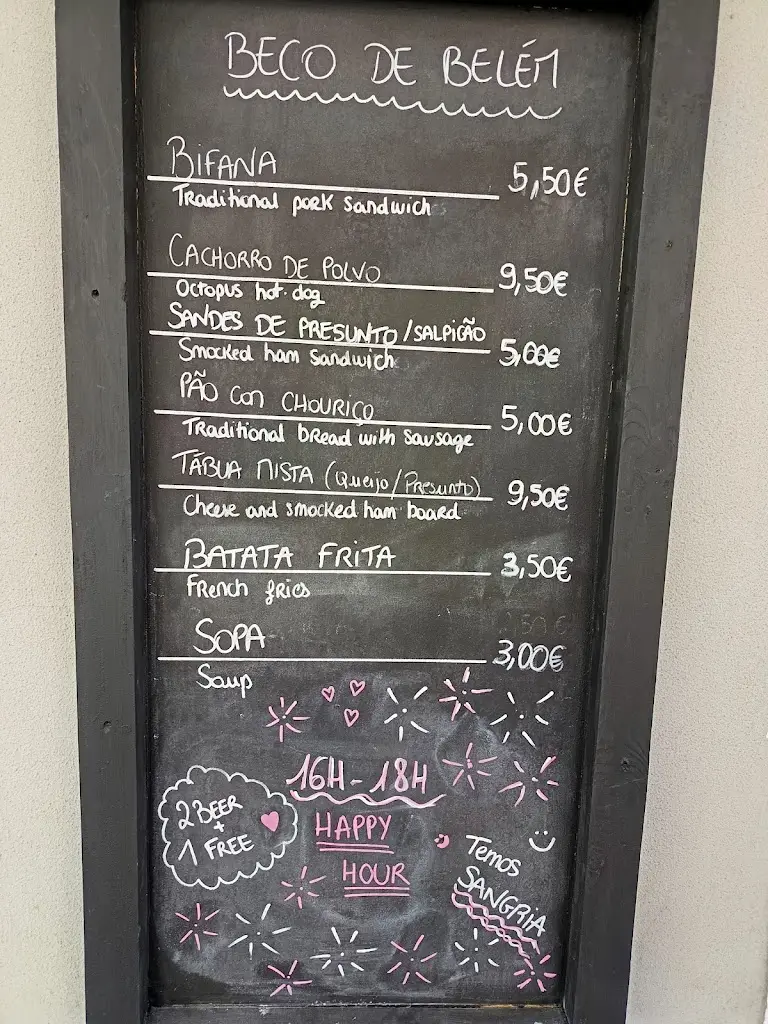 BECO DE BELÉM
BIFANA 5,50€
Traditional pork sandwich
CACHORRO DE POLVO 9,50€
Octopus hot-dog
SANDES DE PRESUNTO/SALPICÃO 5,00€
Smocked ham sandwich
PÃO con CHOURIÇO 5,00€
Traditional bread with sausage
TÁBUA MISTA (Queijo/Presunto) 9,50€
Cheese and smocked ham board
BATATA FRITA 3,50€
French fries
SOPA 3,00€
Soup
16H-18H
HAPPY
HOUR
2 BEER
+
1 FREE
Temos
SANGRIA